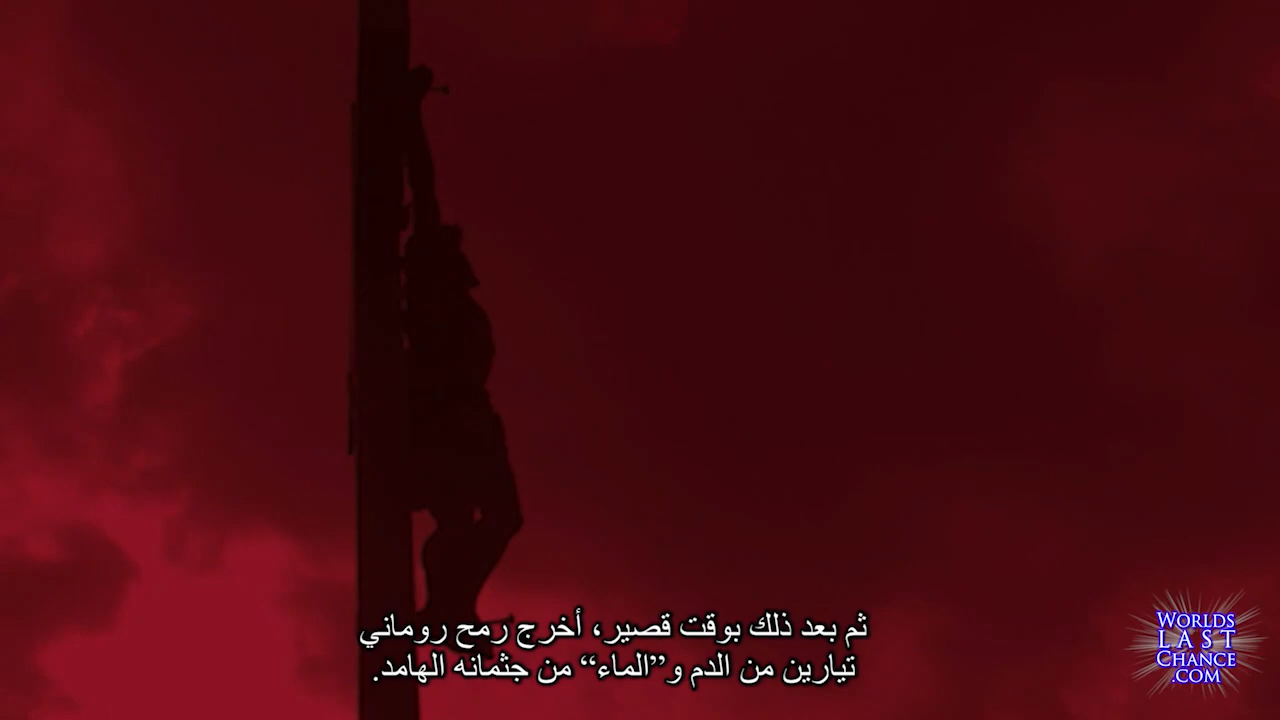 ثم بعد ذلك بوقت قصير، أخرج رمح روماني
تيارين من الدم و”الماء“ من جثمانه الهامد.
WORLDS
LAST
CHANCE
.COM